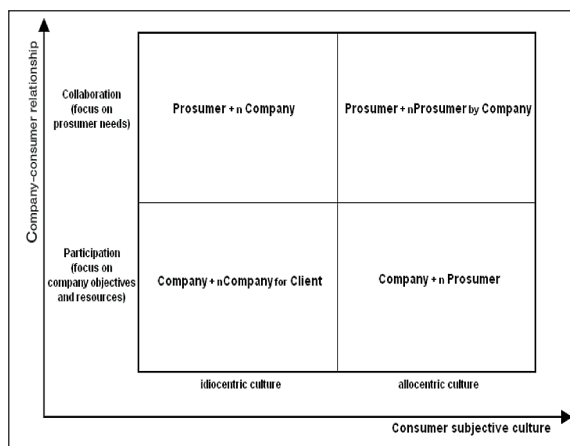 Company-consumer relationship
Collaboration
(focus on
prosumer needs)
Prosumer + n Company
Prosumer + nProsumer by Company
Participation
(focus on
company objectives
and resources)
Company + nCompany for Client
Company + n Prosumer
idiocentric culture
allocentric culture
Consumer subjective culture